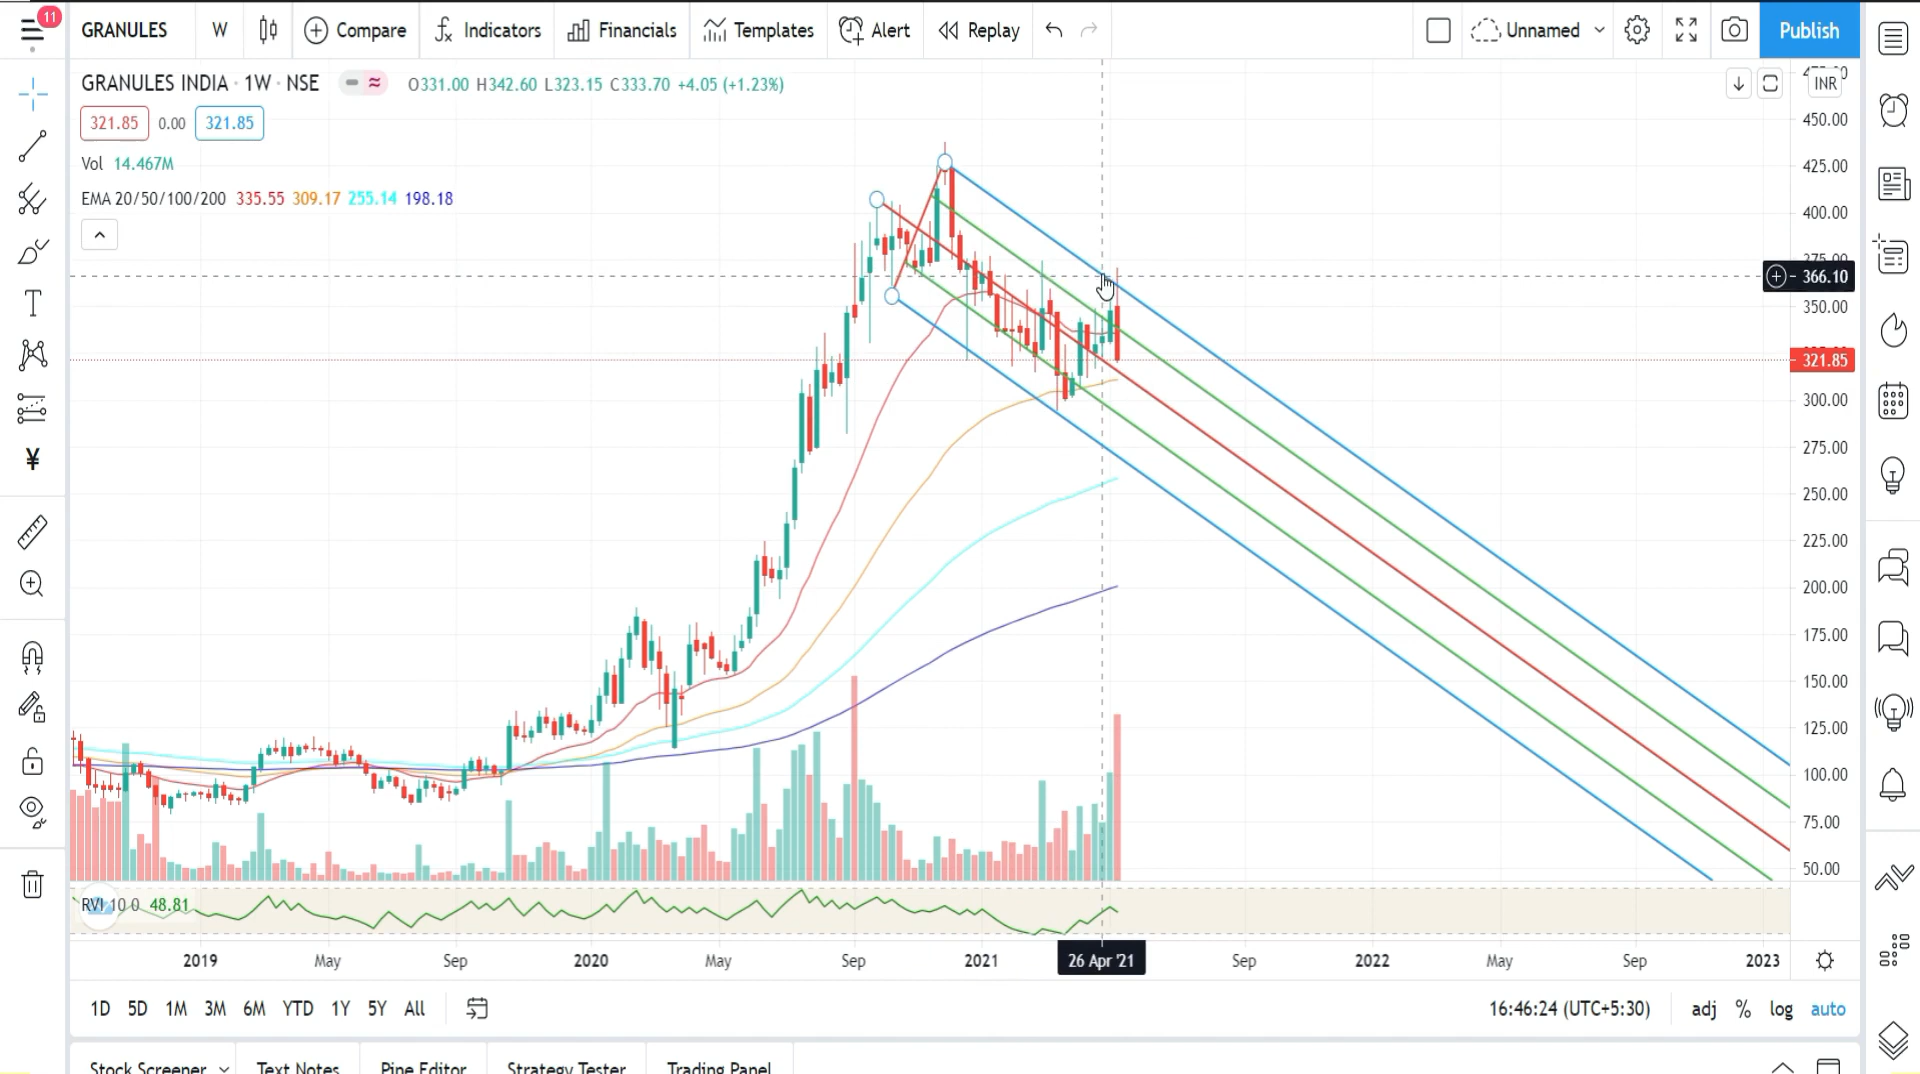 11
GRANULES W Compare Indicators Financials Templates Alert Replay Unnamed Publish
GRANULES INDIA · 1W · NSE O331.00 H342.60 L323.15 C333.70 +4.05 (+1.23%) INR
321.85 0.00 321.85
Vol 14.467M
EMA 20/50/100/200 335.55 309.17 255.14 198.18
450.00
425.00
400.00
366.10
350.00
321.85
300.00
275.00
250.00
225.00
200.00
175.00
150.00
125.00
100.00
75.00
50.00
RVI 10 0 48.81
2019 May Sep 2020 May Sep 2021 26 Apr '21 Sep 2022 May Sep 2023
1D 5D 1M 3M 6M YTD 1Y 5Y All 16:46:24 (UTC+5:30) adj % log auto
Stock Screener Text Notes Pine Editor Strategy Tester Trading Panel